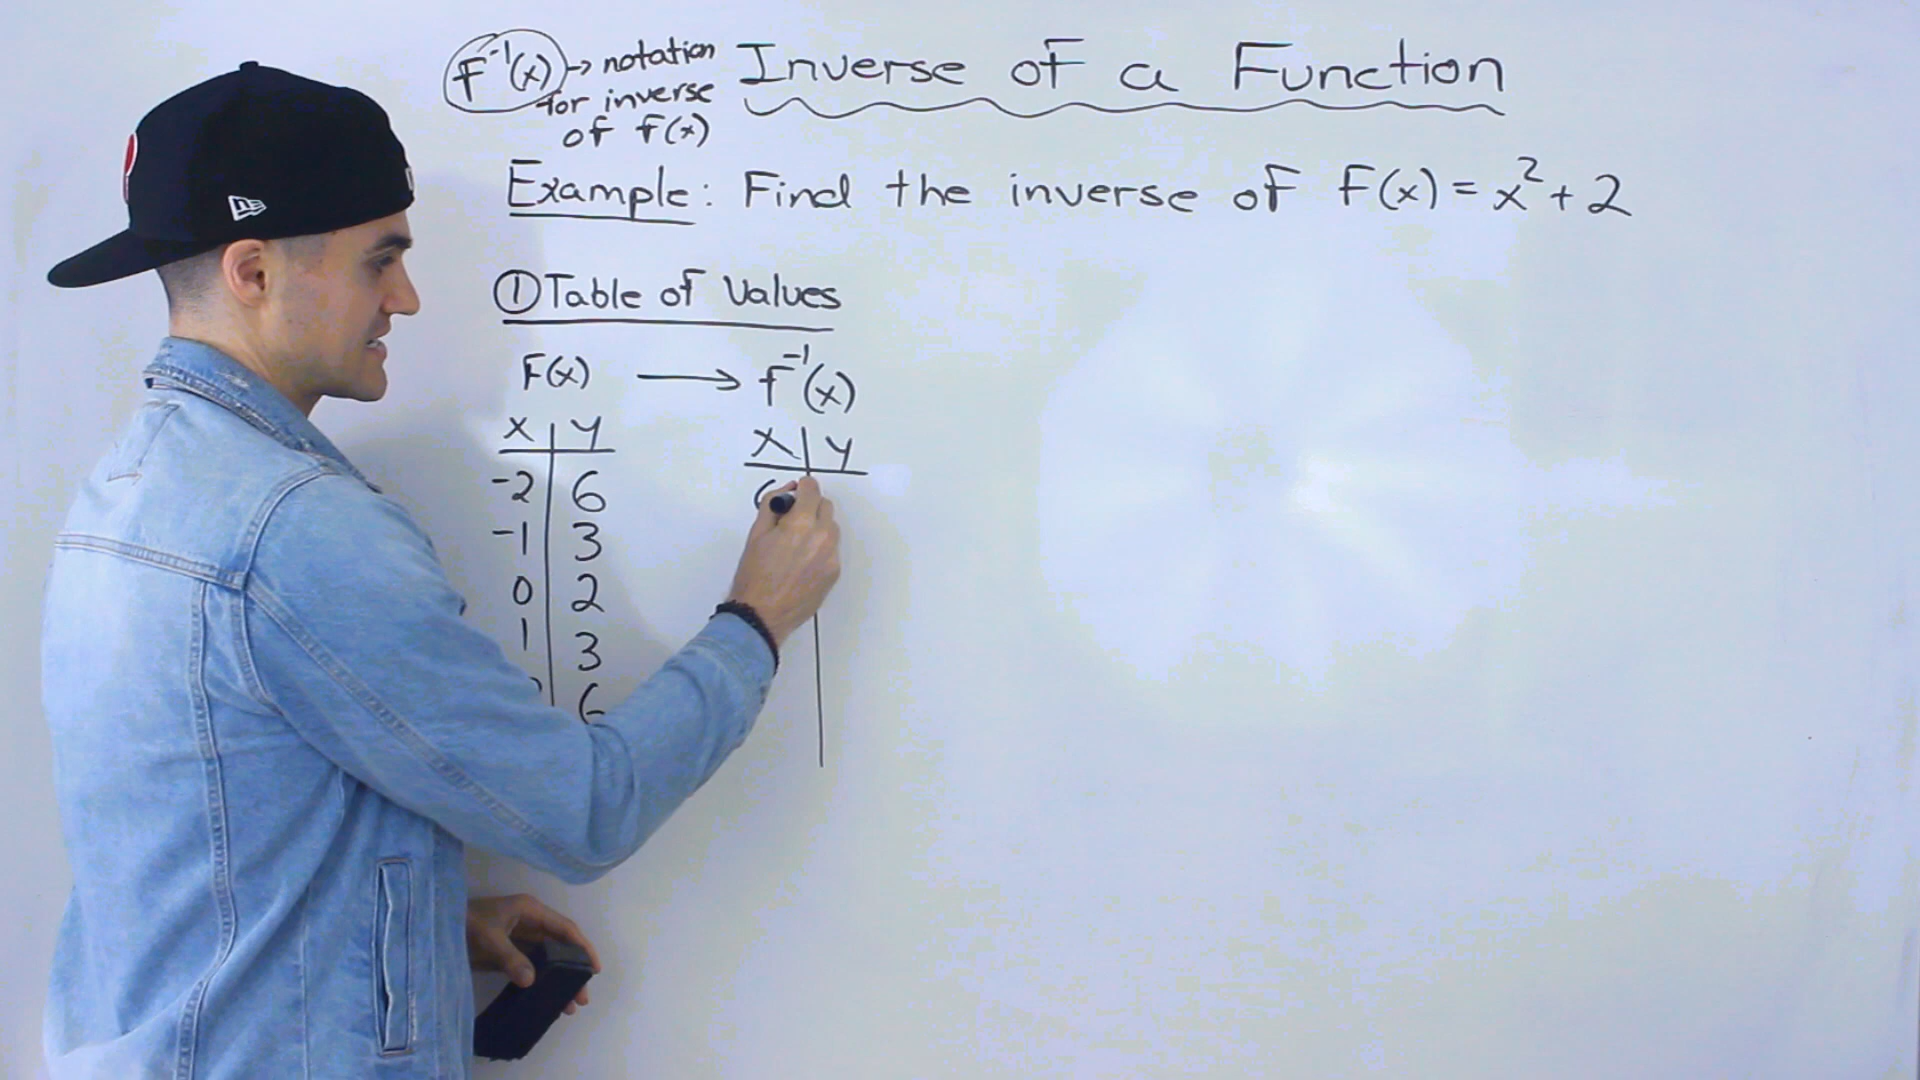 F⁻¹(x) → notation for inverse of f(x)
Inverse of a Function
Example: Find the inverse of F(x) = x² + 2
① Table of Values
F(x) → f⁻¹(x)
x | y
-2 | 6
-1 | 3
0 | 2
1 | 3
6
x | y
6